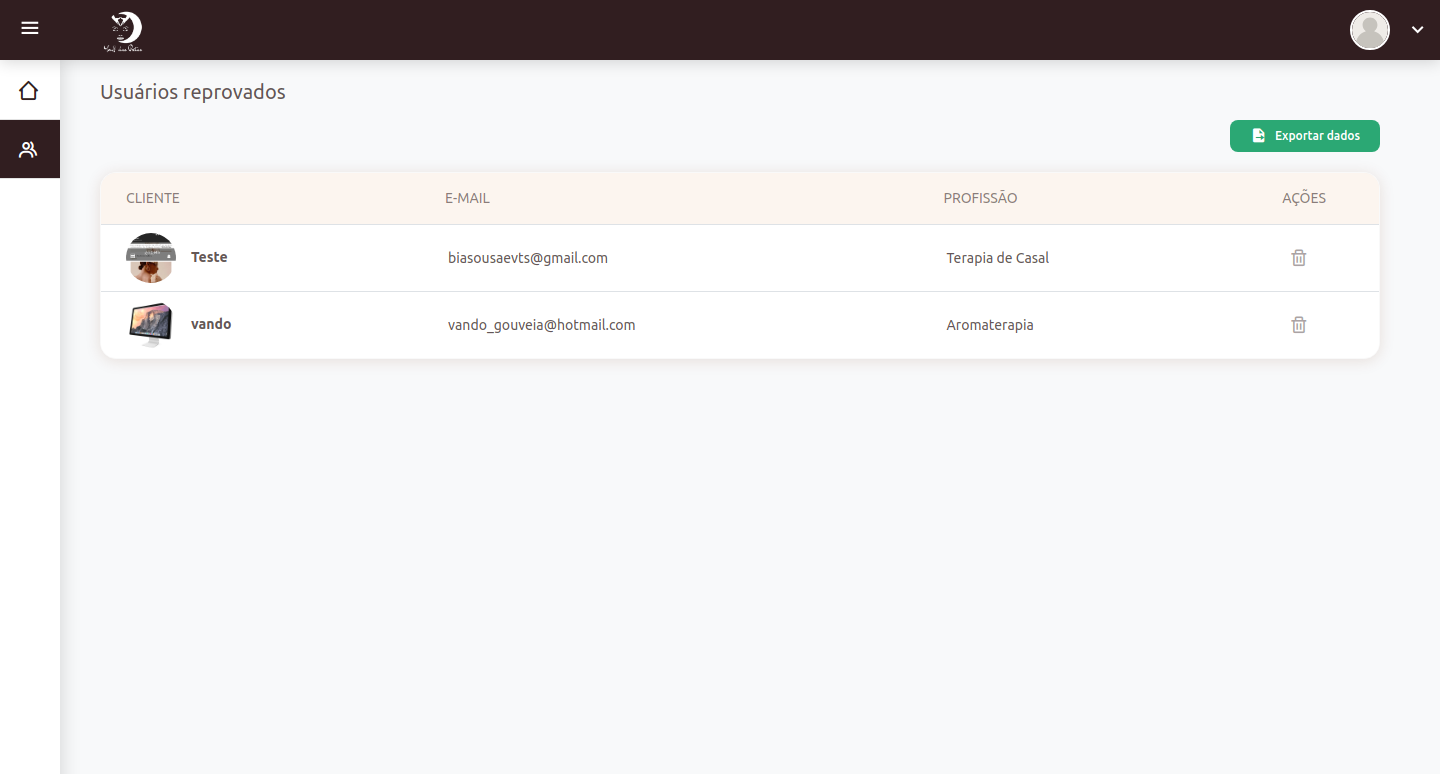 Usuários reprovados
Exportar dados
CLIENTE E-MAIL PROFISSÃO AÇÕES
Teste biasousaevts@gmail.com Terapia de Casal
vando vando_gouveia@hotmail.com Aromaterapia